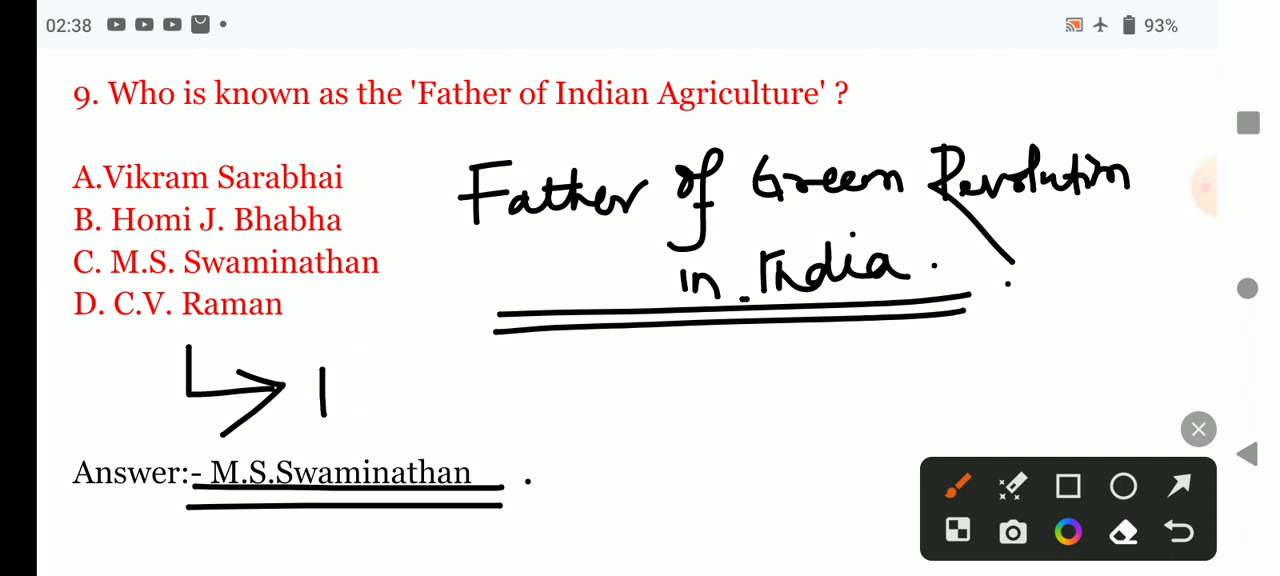 02:38
93%
9. Who is known as the 'Father of Indian Agriculture' ?
A.Vikram Sarabhai
B. Homi J. Bhabha
C. M.S. Swaminathan
D. C.V. Raman
Father of Green Revolution
in India.
Answer:- M.S.Swaminathan